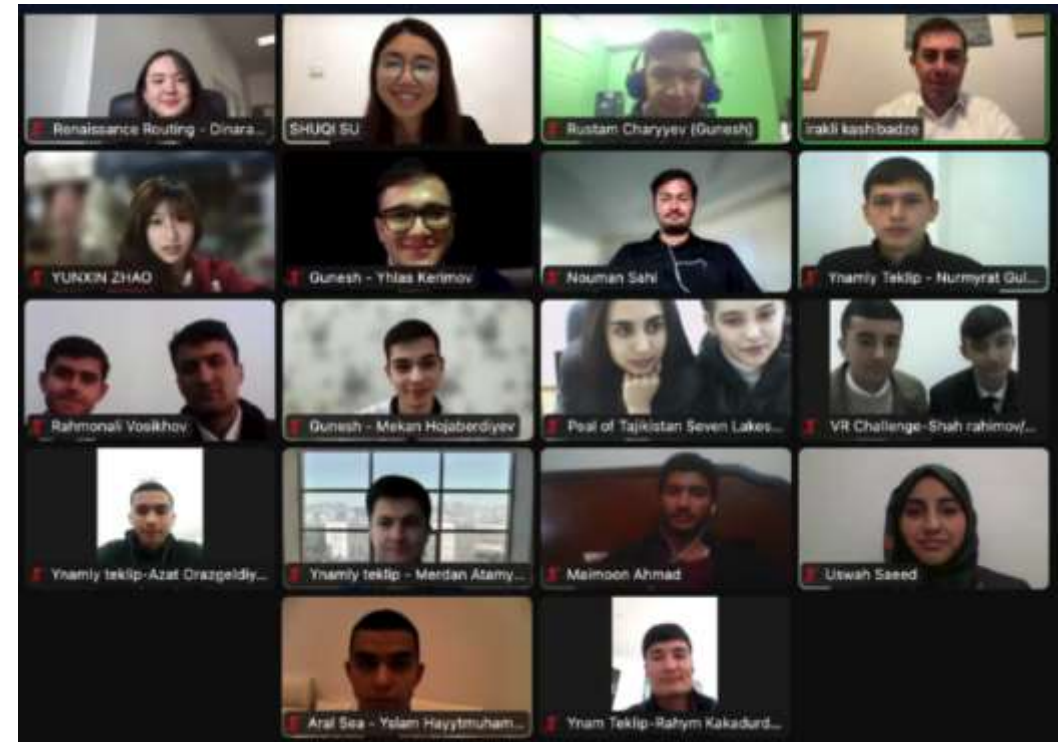 Renaissance Routing - Dinara...
SHUQI SU
Rustam Charyyev (Gunesh)
irakli kashibadze
YUNXIN ZHAO
Gunesh - Yhlas Kerimov
Nouman Sahi
Ynamly Teklip - Nurmyrat Gul...
Rahmonali Vosikhov
Gunesh - Mekan Hojaberdiyev
Peal of Tajikistan Seven Lakes...
VR Challenge-Shah rahimov/...
Ynamly teklip-Azat Orazgeldiy...
Ynamly teklip - Merdan Atamy...
Maimoon Ahmad
Uswah Saeed
Aral Sea - Yslam Hayytmuham...
Ynam Teklip-Rahym Kakadurd...